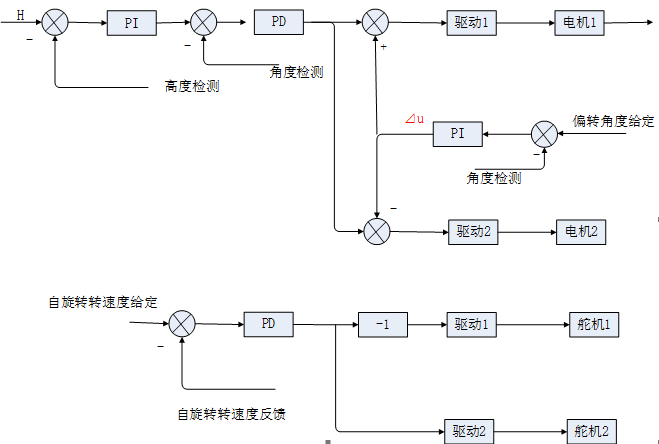 H
PI
PD
驱动1
电机1
-
-
+
高度检测
角度检测
⊿u
PI
偏转角度给定
-
角度检测
-
驱动2
电机2
自旋转转速度给定
PD
-1
驱动1
舵机1
-
自旋转转速度反馈
驱动2
舵机2